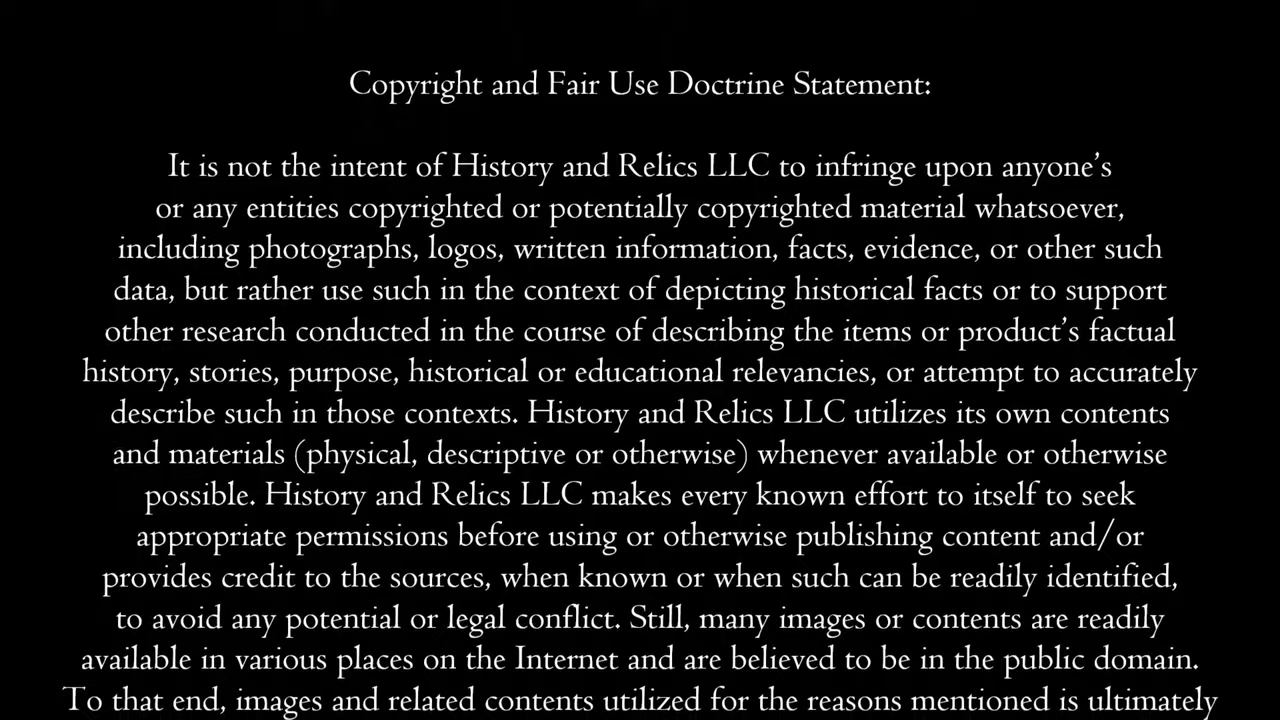 Copyright and Fair Use Doctrine Statement:
It is not the intent of History and Relics LLC to infringe upon anyone's
or any entities copyrighted or potentially copyrighted material whatsoever,
including photographs, logos, written information, facts, evidence, or other such
data, but rather use such in the context of depicting historical facts or to support
other research conducted in the course of describing the items or product's factual
history, stories, purpose, historical or educational relevancies, or attempt to accurately
describe such in those contexts. History and Relics LLC utilizes its own contents
and materials (physical, descriptive or otherwise) whenever available or otherwise
possible. History and Relics LLC makes every known effort to itself to seek
appropriate permissions before using or otherwise publishing content and/or
provides credit to the sources, when known or when such can be readily identified,
to avoid any potential or legal conflict. Still, many images or contents are readily
available in various places on the Internet and are believed to be in the public domain.
To that end, images and related contents utilized for the reasons mentioned is ultimately